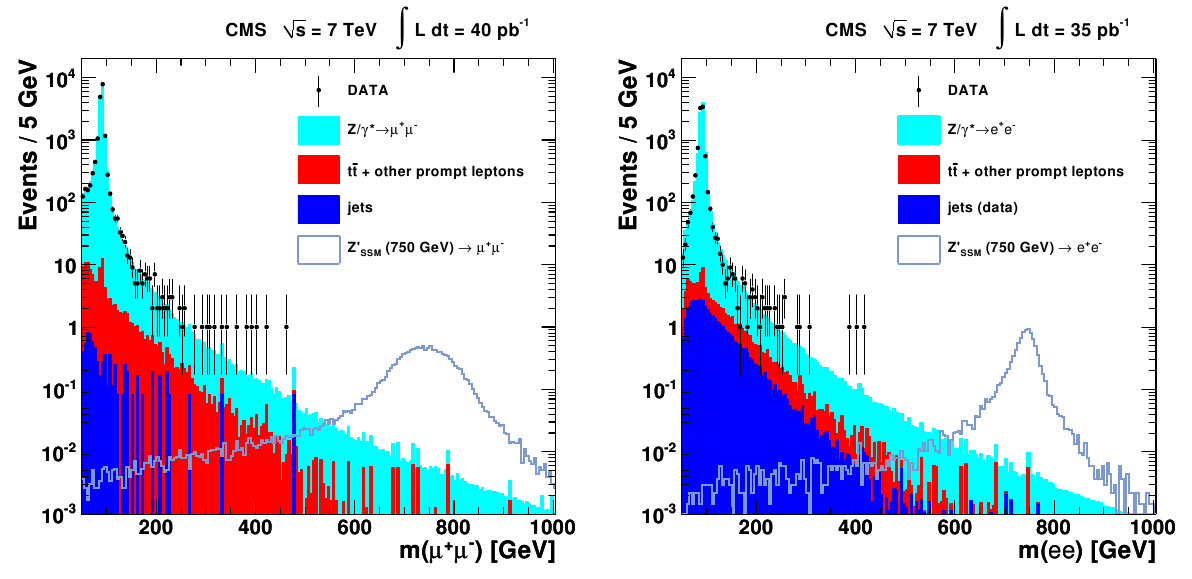 CMS √s = 7 TeV ∫ L dt = 40 pb⁻¹
Events / 5 GeV
10⁴
10³
10²
10
1
10⁻¹
10⁻²
10⁻³
DATA
Z/γ*→μ⁺μ⁻
tt̄ + other prompt leptons
jets
Z'SSM (750 GeV) → μ⁺μ⁻
200 400 600 800 1000
m(μ⁺μ⁻) [GeV]
CMS √s = 7 TeV ∫ L dt = 35 pb⁻¹
Events / 5 GeV
10⁴
10³
10²
10
1
10⁻¹
10⁻²
10⁻³
DATA
Z/γ*→e⁺e⁻
tt̄ + other prompt leptons
jets (data)
Z'SSM (750 GeV) → e⁺e⁻
200 400 600 800 1000
m(ee) [GeV]